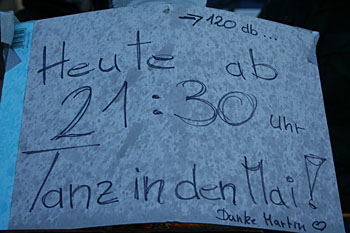 → 120 db...
Heute ab
21:30 Uhr
Tanz in den Mai!
Danke Martin ♡